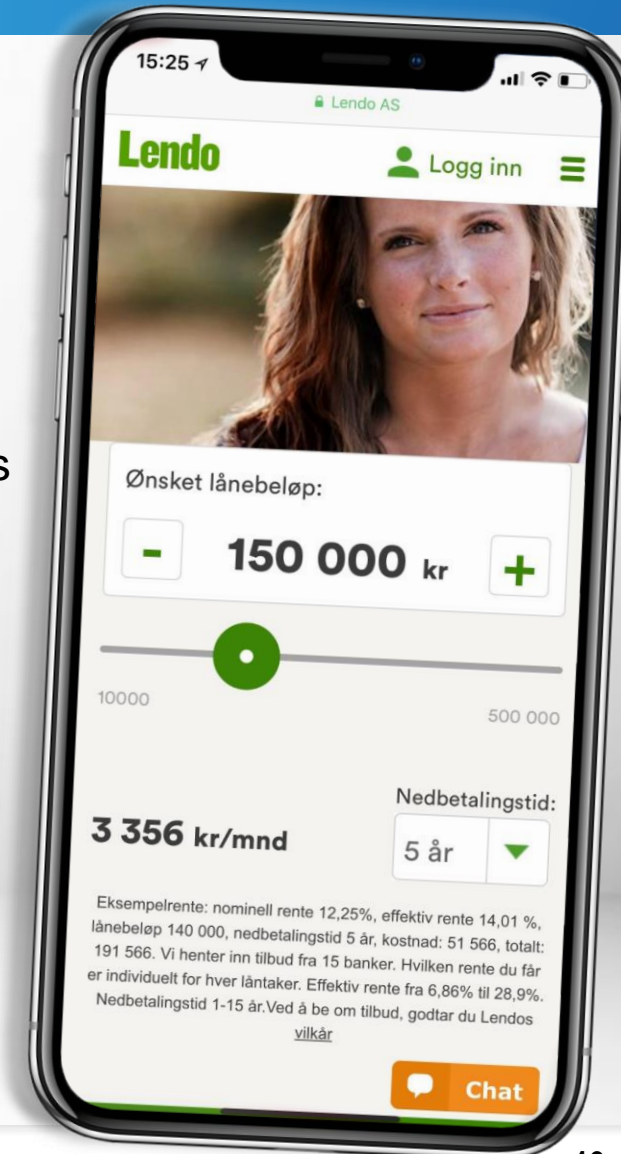 15:25
Lendo AS
Lendo
Logg inn
s
Ønsket lånebeløp:
- 150 000 kr +
10000
500 000
Nedbetalingstid:
3 356 kr/mnd
5 år
Eksempelrente: nominell rente 12,25%, effektiv rente 14,01 %,
lånebeløp 140 000, nedbetalingstid 5 år, kostnad: 51 566, totalt:
191 566. Vi henter inn tilbud fra 15 banker. Hvilken rente du får
er individuelt for hver låntaker. Effektiv rente fra 6,86% til 28,9%.
Nedbetalingstid 1-15 år.Ved å be om tilbud, godtar du Lendos
vilkår
Chat